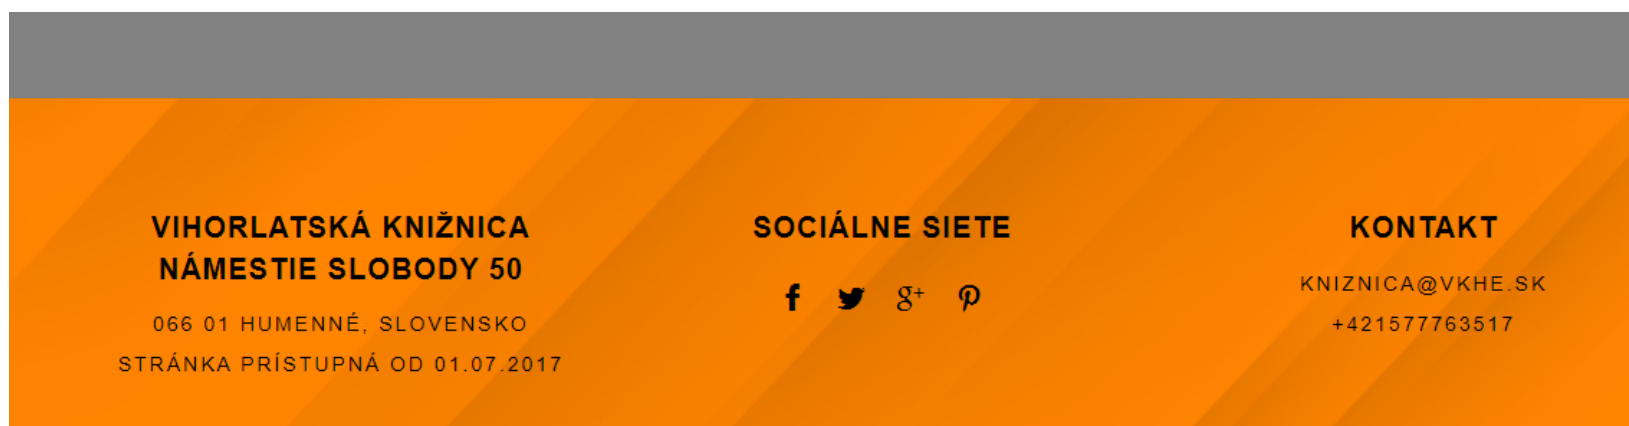 VIHORLATSKÁ KNIŽNICA
NÁMESTIE SLOBODY 50
066 01 HUMENNÉ, SLOVENSKO
STRÁNKA PRÍSTUPNÁ OD 01.07.2017
SOCIÁLNE SIETE
KONTAKT
KNIZNICA@VKHE.SK
+421577763517